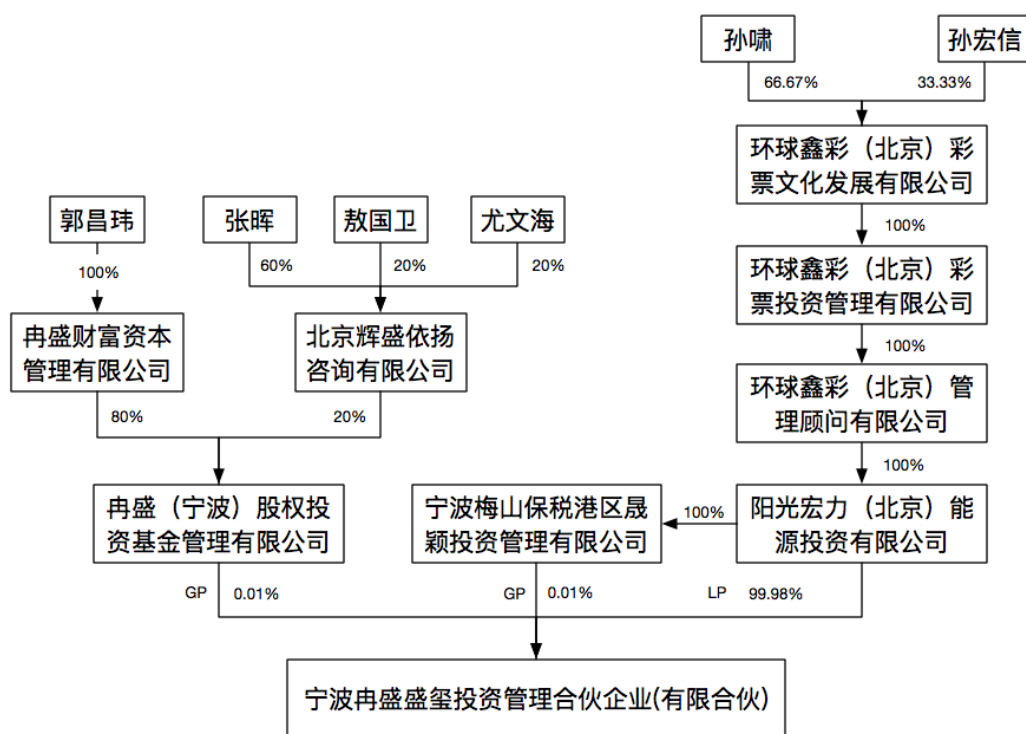 孙啸
孙宏信
66.67%
33.33%
环球鑫彩（北京）彩
票文化发展有限公司
郭昌玮
张晖
敖国卫
尤文海
100%
100%
60%
20%
20%
环球鑫彩（北京）彩
票投资管理有限公司
冉盛财富资本
管理有限公司
北京辉盛依扬
咨询有限公司
100%
环球鑫彩（北京）管
理顾问有限公司
80%
20%
100%
冉盛（宁波）股权投
资基金管理有限公司
宁波梅山保税港区晟
颖投资管理有限公司
100%
阳光宏力（北京）能
源投资有限公司
GP
0.01%
GP
0.01%
LP
99.98%
宁波冉盛盛玺投资管理合伙企业(有限合伙)